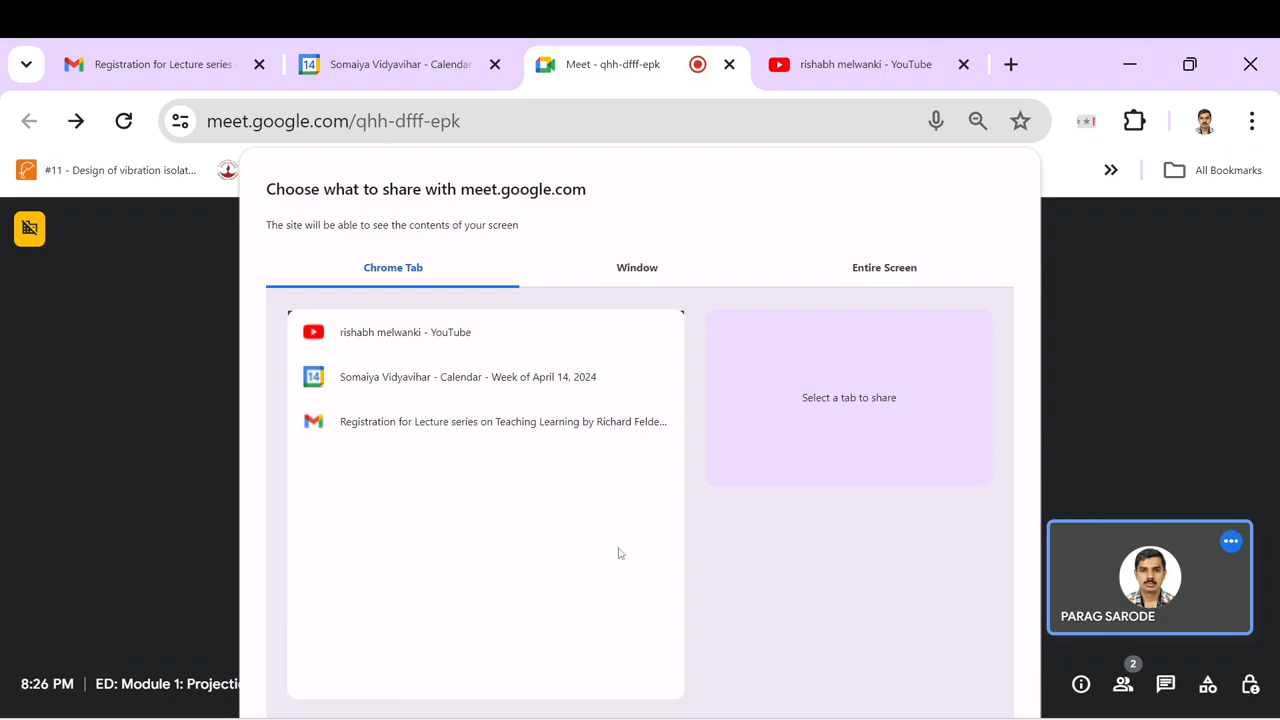 Registration for Lecture series
Somaiya Vidyavihar - Calendar
Meet - qhh-dfff-epk
rishabh melwanki - YouTube
meet.google.com/qhh-dfff-epk
#11 - Design of vibration isolat...
All Bookmarks
Choose what to share with meet.google.com
The site will be able to see the contents of your screen
Chrome Tab
Window
Entire Screen
rishabh melwanki - YouTube
14 Somaiya Vidyavihar - Calendar - Week of April 14, 2024
Registration for Lecture series on Teaching Learning by Richard Felde...
Select a tab to share
PARAG SARODE
2
8:26 PM | ED: Module 1: Projecti